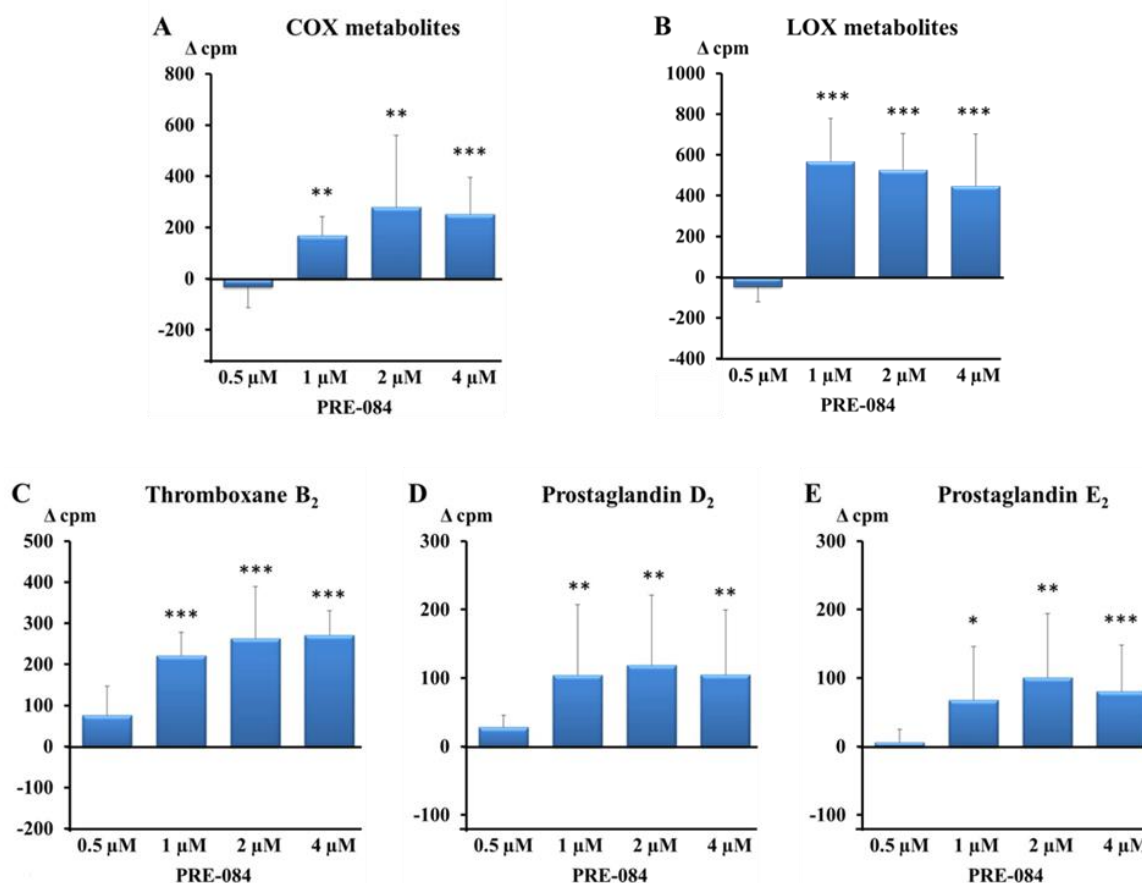 A COX metabolites
Δ cpm
800
600
400
200
0
-200
** ** ***
0.5 μM 1 μM 2 μM 4 μM
PRE-084
B LOX metabolites
Δ cpm
1000
800
600
400
200
0
-200
-400
*** *** ***
0.5 μM 1 μM 2 μM 4 μM
PRE-084
C Thromboxane B₂
Δ cpm
500
400
300
200
100
0
-100
-200
*** *** ***
0.5 μM 1 μM 2 μM 4 μM
PRE-084
D Prostaglandin D₂
Δ cpm
300
200
100
0
-100
** ** **
0.5 μM 1 μM 2 μM 4 μM
PRE-084
E Prostaglandin E₂
Δ cpm
300
200
100
0
-100
* ** ***
0.5 μM 1 μM 2 μM 4 μM
PRE-084